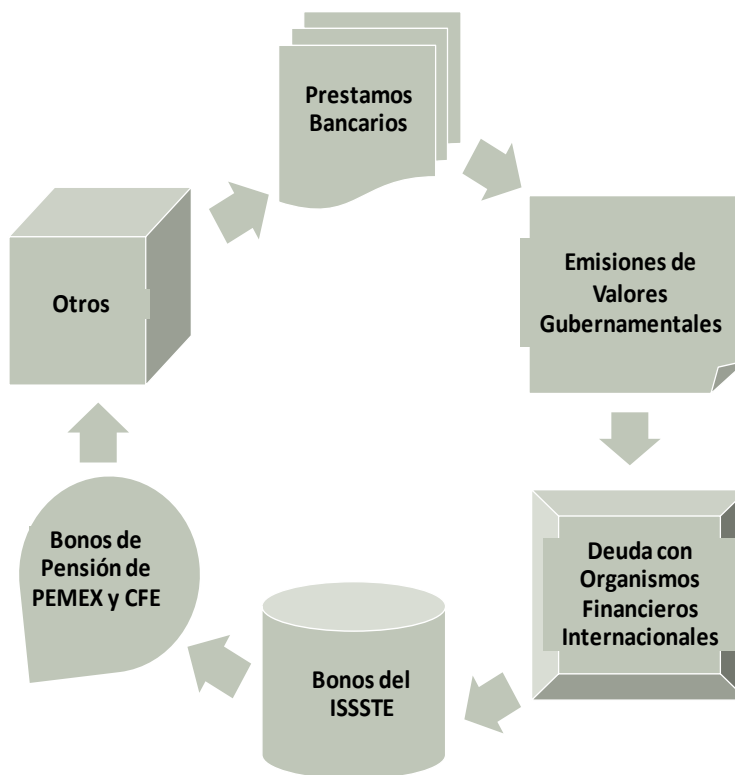 Prestamos
Bancarios
Emisiones de
Valores
Gubernamentales
Deuda con
Organismos
Financieros
Internacionales
Bonos del
ISSSTE
Bonos de
Pensión de
PEMEX y CFE
Otros